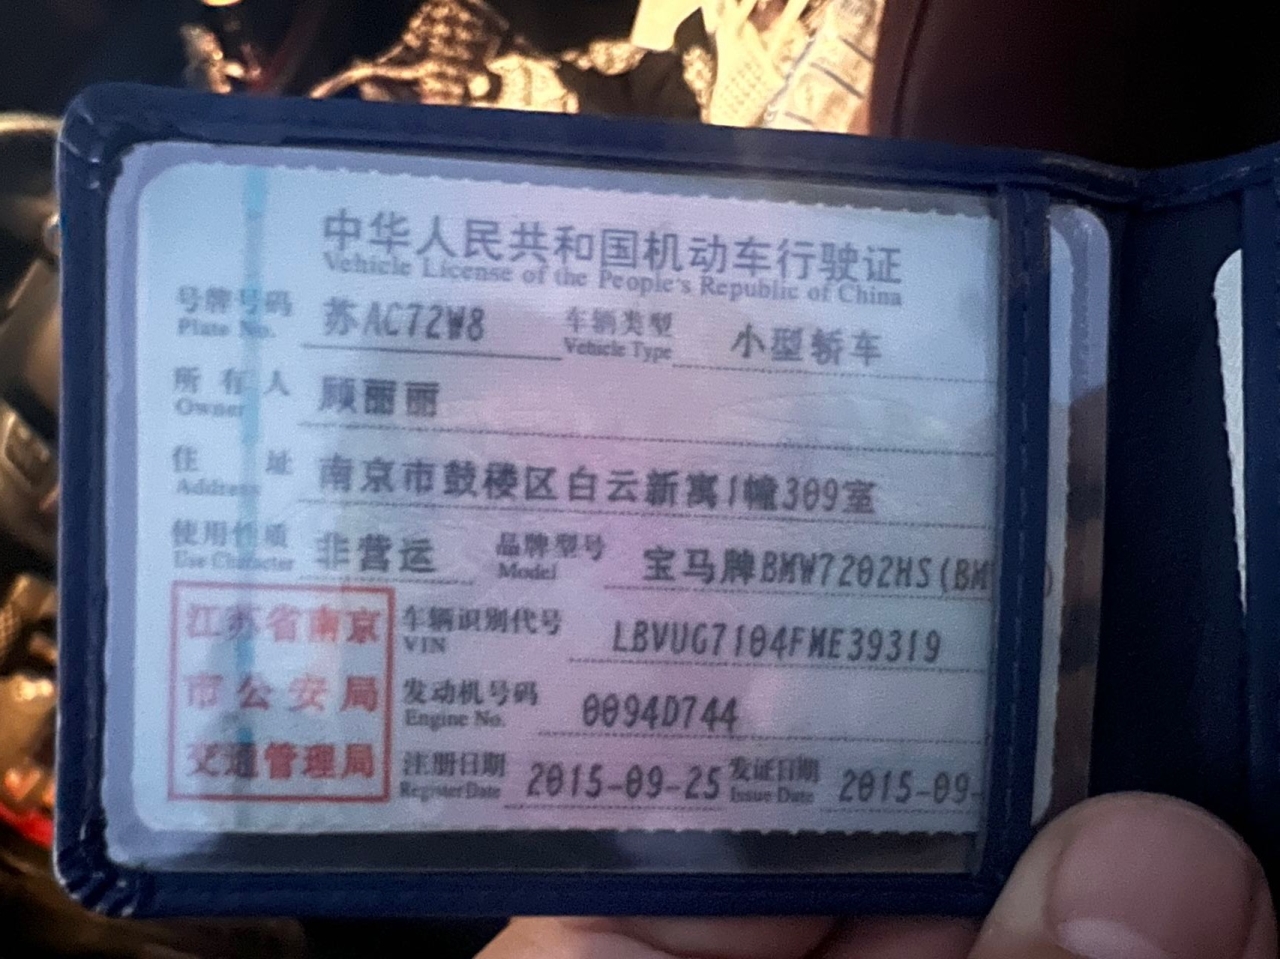 中华人民共和国机动车行驶证
Vehicle License of the People's Republic of China
号牌号码 苏AC72W8 车辆类型 小型轿车
Plate No. Vehicle Type
所有人 顾丽丽
Owner
住址 南京市鼓楼区白云新寓1幢309室
Address
使用性质 非营运 品牌型号 宝马牌BMW7202HS(BM
Use Character Model
江苏省南京
市公安局
交通管理局
车辆识别代号 LBVUG7104FME39319
VIN
发动机号码 0094D744
Engine No.
注册日期 2015-09-25 发证日期 2015-09-
Register Date Issue Date